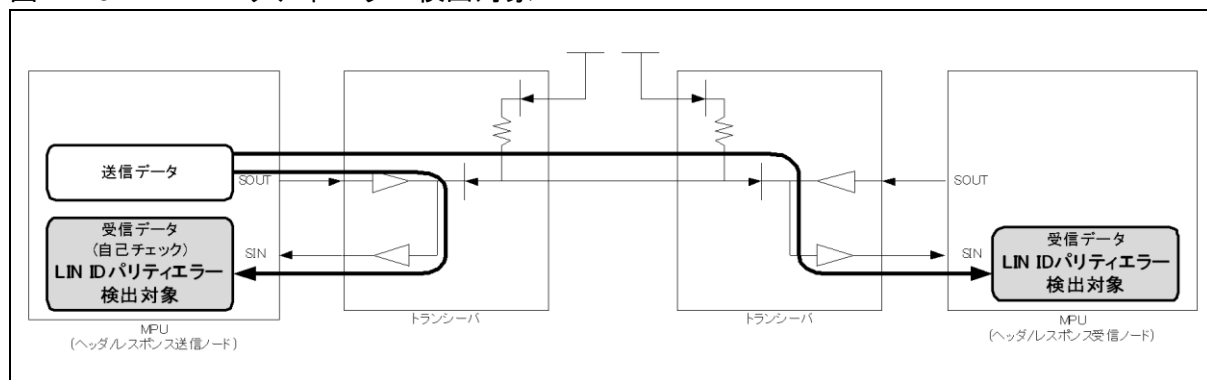 送信データ
SOUT
受信データ
(自己チェック)
LIN IDパリティエラー
検出対象
SIN
MPU
(ヘッダ/レスポンス送信ノード)
トランシーバ
トランシーバ
SOUT
SIN
受信データ
LIN IDパリティエラー
検出対象
MPU
(ヘッダ/レスポンス受信ノード)